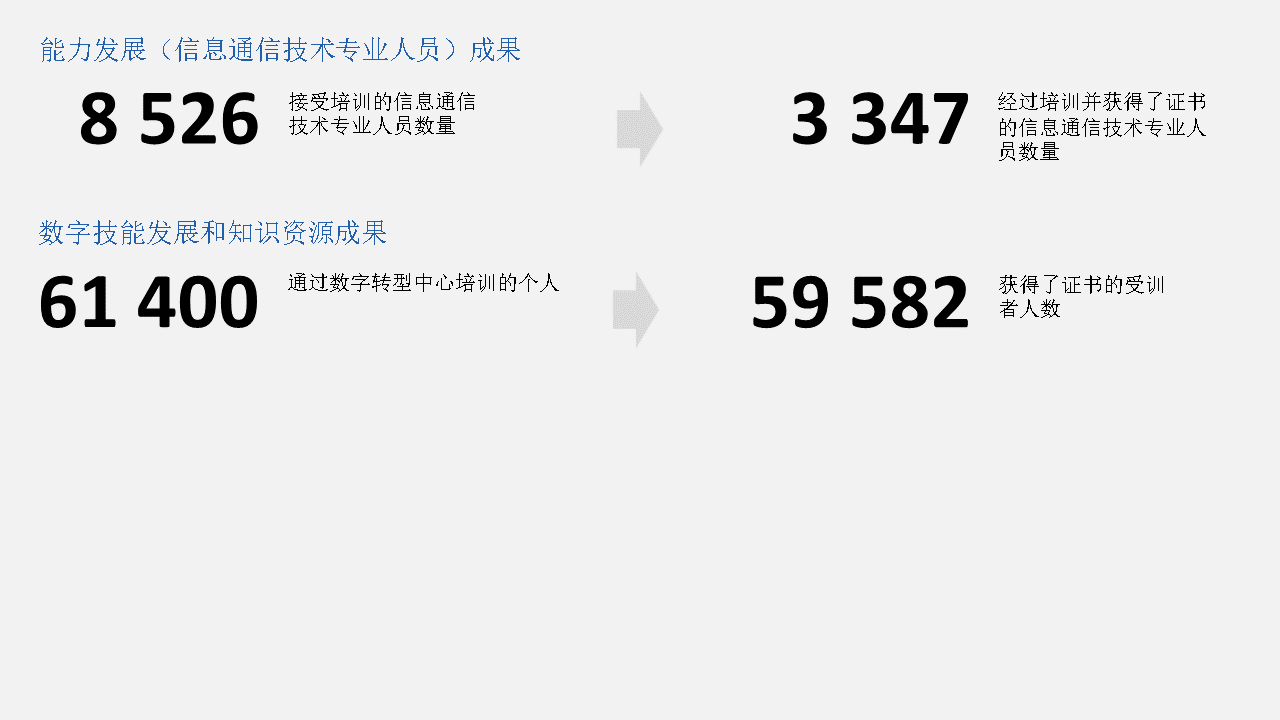 能力发展（信息通信技术专业人员）成果
8 526
接受培训的信息通信
技术专业人员数量
3 347
经过培训并获得了证书
的信息通信技术专业人
员数量
数字技能发展和知识资源成果
61 400
通过数字转型中心培训的个人
59 582
获得了证书的受训
者人数